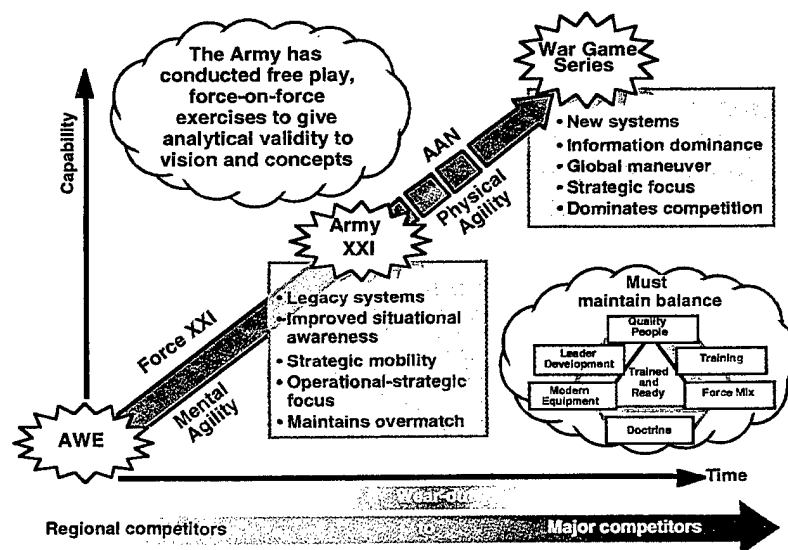 The Army has
conducted free play,
force-on-force
exercises to give
analytical validity to
vision and concepts
War Game
Series
• New systems
• Information dominance
• Global maneuver
• Strategic focus
• Dominates competition
Capability
AAN
Physical
Agility
Army
XXI
• Legacy systems
• Improved situational
awareness
• Strategic mobility
• Operational-strategic
focus
• Maintains overmatch
Force XXI
Mental
Agility
AWE
Must
maintain balance
Quality
People
Leader
Development
Training
Trained
and
Ready
Modern
Equipment
Force Mix
Doctrine
Time
Regional competitors
to
Major competitors